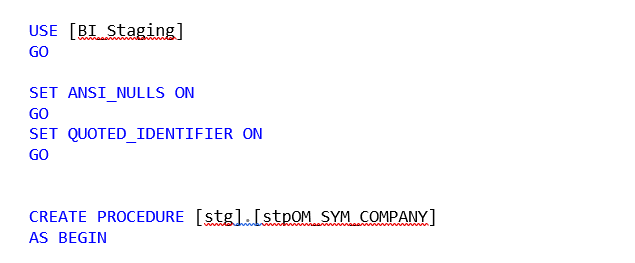 USE [BI_Staging]
GO
SET ANSI_NULLS ON
GO
SET QUOTED_IDENTIFIER ON
GO
CREATE PROCEDURE [stg].[stpOM_SYM_COMPANY]
AS BEGIN